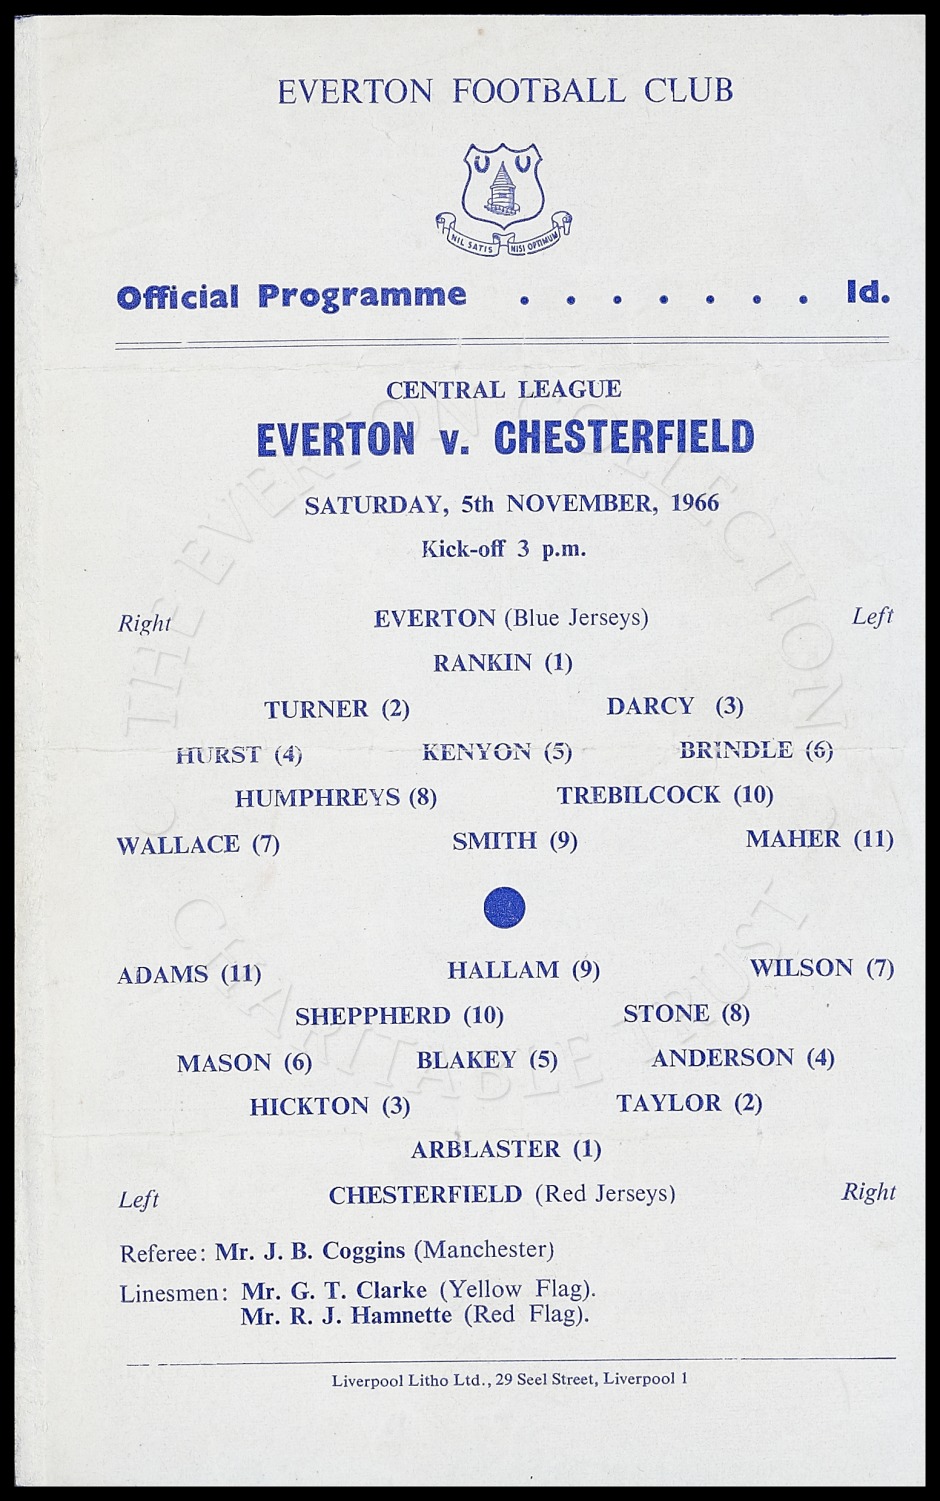 EVERTON FOOTBALL CLUB
NIL SATIS NISI OPTIMUM
Official Programme . . . . . . . 1d.
CENTRAL LEAGUE
EVERTON v. CHESTERFIELD
SATURDAY, 5th NOVEMBER, 1966
Kick-off 3 p.m.
Right EVERTON (Blue Jerseys) Left
RANKIN (1)
TURNER (2) DARCY (3)
HURST (4) KENYON (5) BRINDLE (6)
HUMPHREYS (8) TREBILCOCK (10)
WALLACE (7) SMITH (9) MAHER (11)
ADAMS (11) HALLAM (9) WILSON (7)
SHEPPHERD (10) STONE (8)
MASON (6) BLAKEY (5) ANDERSON (4)
HICKTON (3) TAYLOR (2)
ARBLASTER (1)
Left CHESTERFIELD (Red Jerseys) Right
Referee: Mr. J. B. Coggins (Manchester)
Linesmen: Mr. G. T. Clarke (Yellow Flag).
Mr. R. J. Hamnette (Red Flag).
Liverpool Litho Ltd., 29 Seel Street, Liverpool 1
THE EVERTON COLLECTION
CHARITABLE TRUST